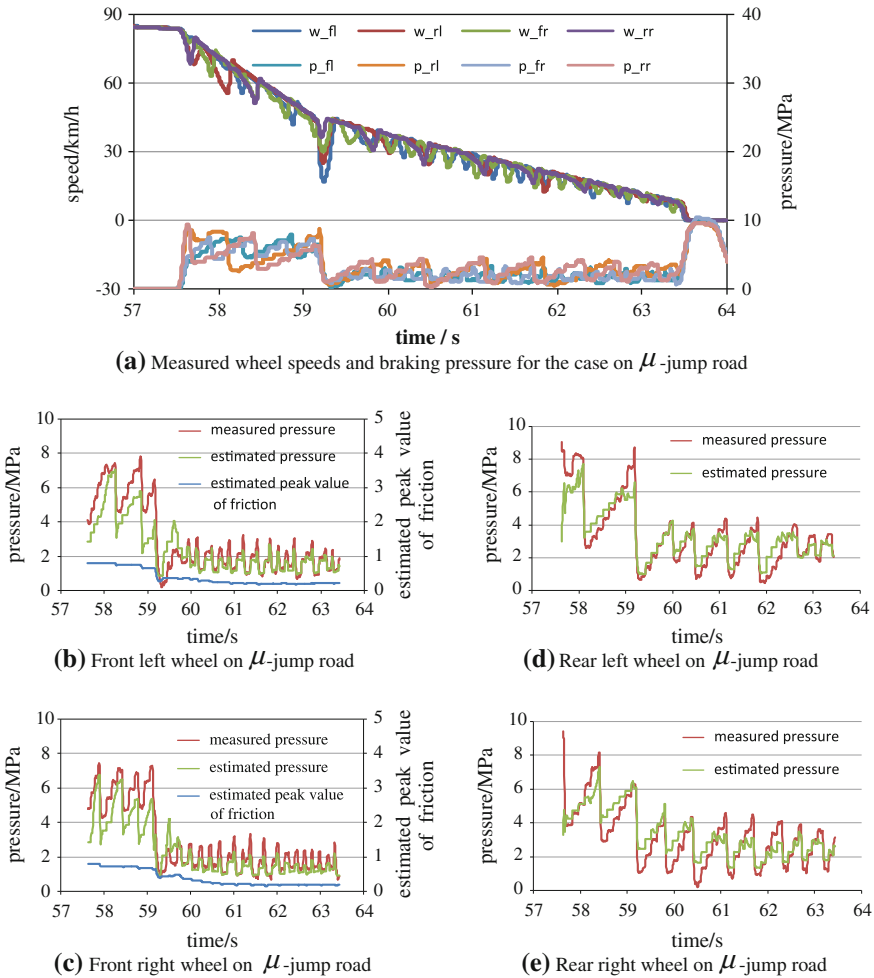 90
60
30
0
-30
speed/km/h
w_fl
w_rl
w_fr
w_rr
p_fl
p_rl
p_fr
p_rr
40
30
20
10
0
pressure/MPa
57
58
59
60
61
62
63
64
time / s
(a) Measured wheel speeds and braking pressure for the case on μ-jump road
10
8
6
4
2
0
pressure/MPa
measured pressure
estimated pressure
estimated peak value
of friction
5
4
3
2
1
0
estimated peak value
of friction
57
58
59
60
61
62
63
64
time/s
(b) Front left wheel on μ-jump road
10
8
6
4
2
0
pressure/MPa
measured pressure
estimated pressure
57
58
59
60
61
62
63
64
time/s
(d) Rear left wheel on μ-jump road
10
8
6
4
2
0
pressure/MPa
measured pressure
estimated pressure
estimated peak value
of friction
5
4
3
2
1
0
estimated peak value
of friction
57
58
59
60
61
62
63
64
time/s
(c) Front right wheel on μ-jump road
10
8
6
4
2
0
pressure/MPa
measured pressure
estimated pressure
57
58
59
60
61
62
63
64
time/s
(e) Rear right wheel on μ-jump road